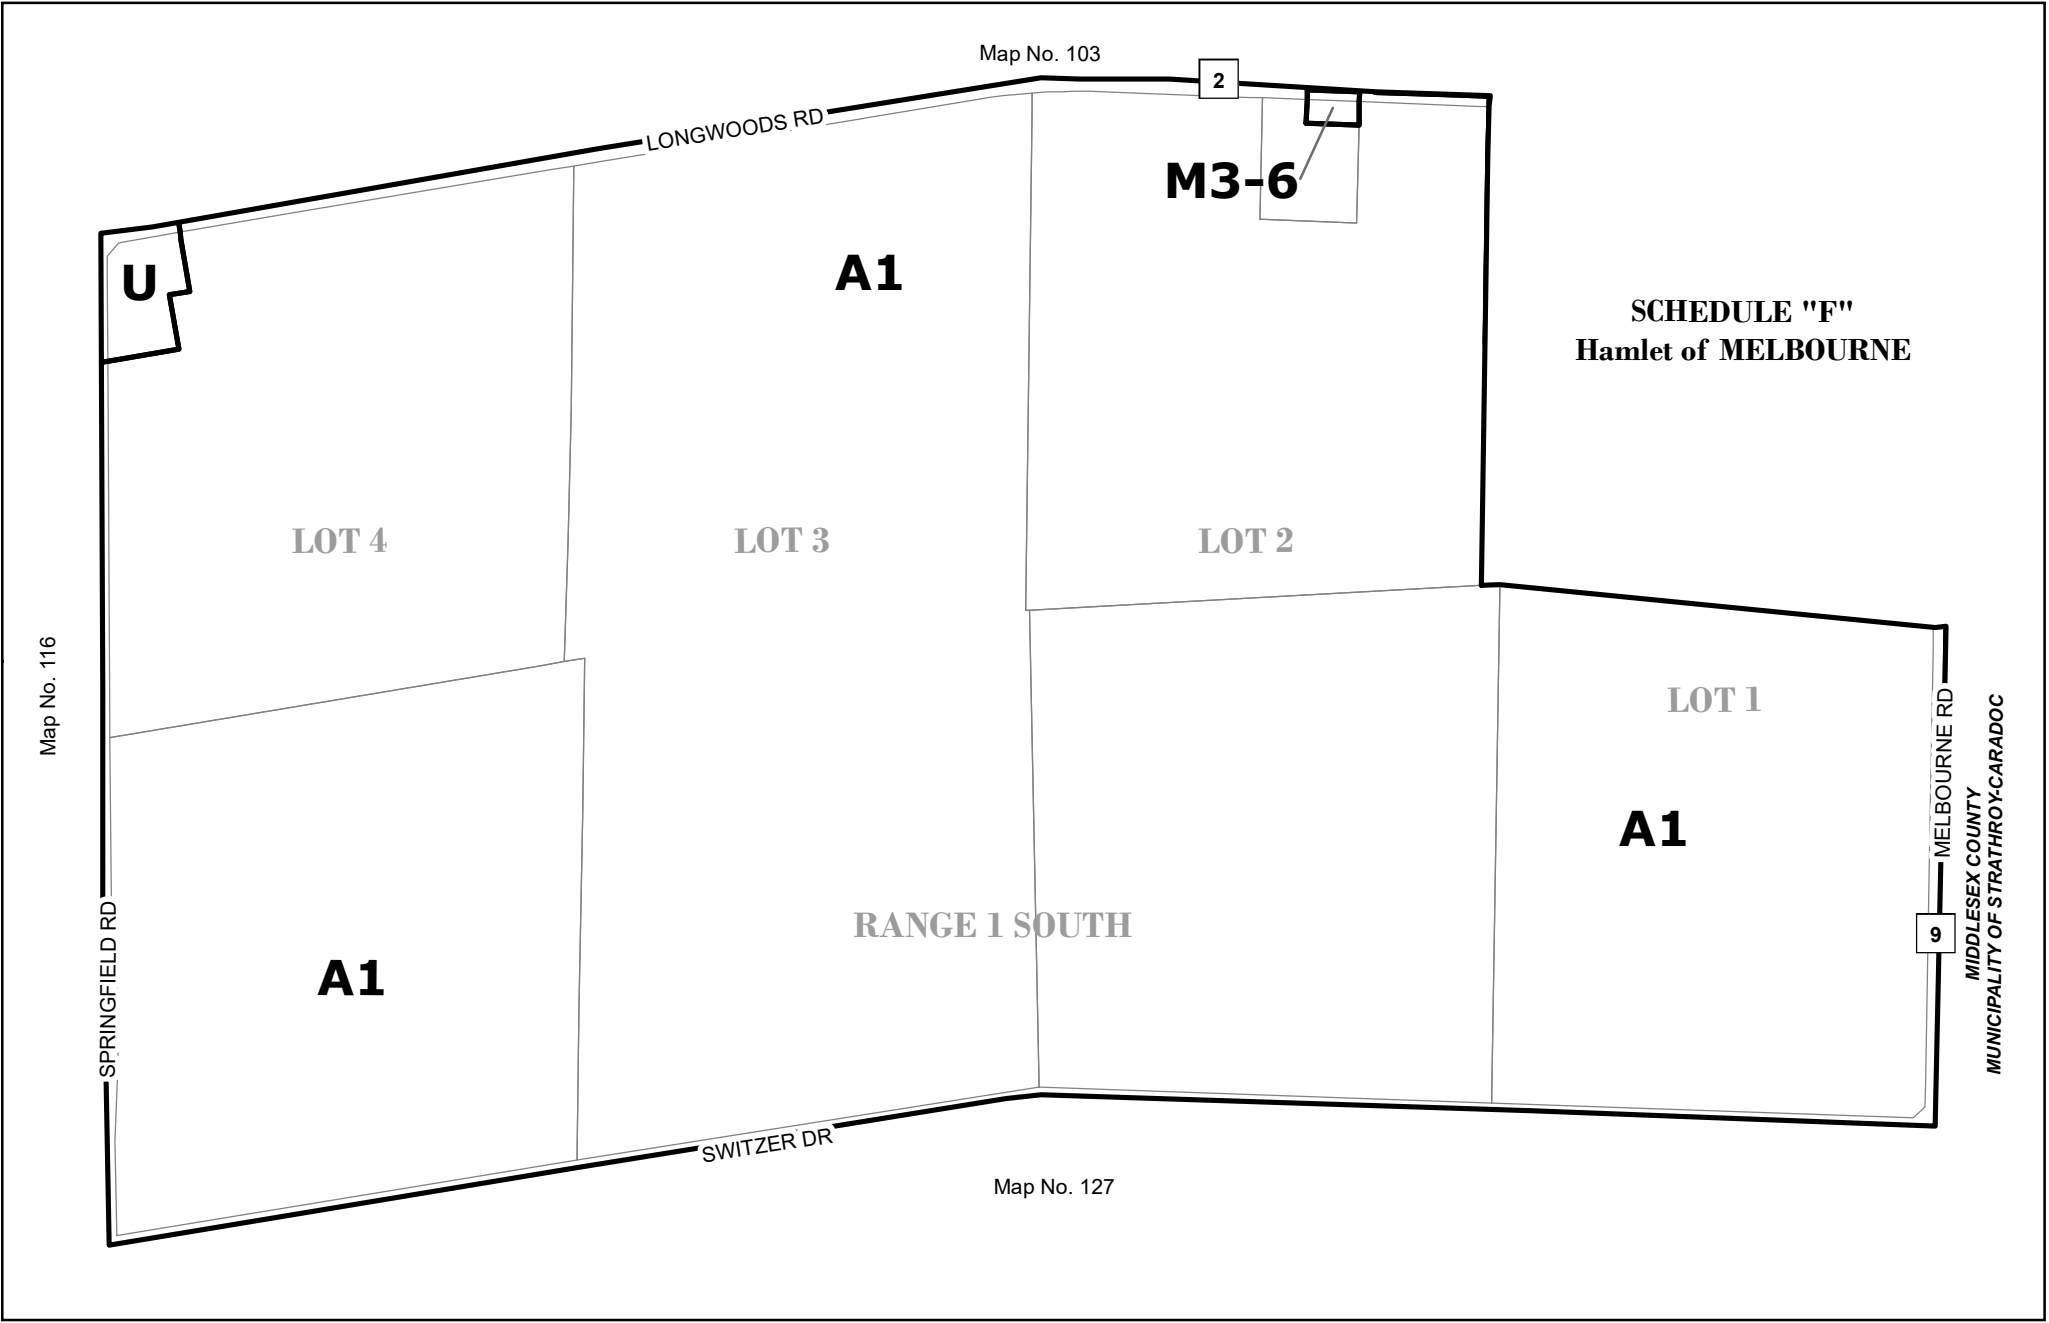 Map No. 103
2
LONGWOODS RD
M3-6
A1
U
SCHEDULE "F"
Hamlet of MELBOURNE
LOT 4
LOT 3
LOT 2
Map No. 116
LOT 1
MELBOURNE RD
MIDDLESEX COUNTY
MUNICIPALITY OF STRATHROY-CARADOC
A1
RANGE 1 SOUTH
9
A1
SPRINGFIELD RD
SWITZER DR
Map No. 127